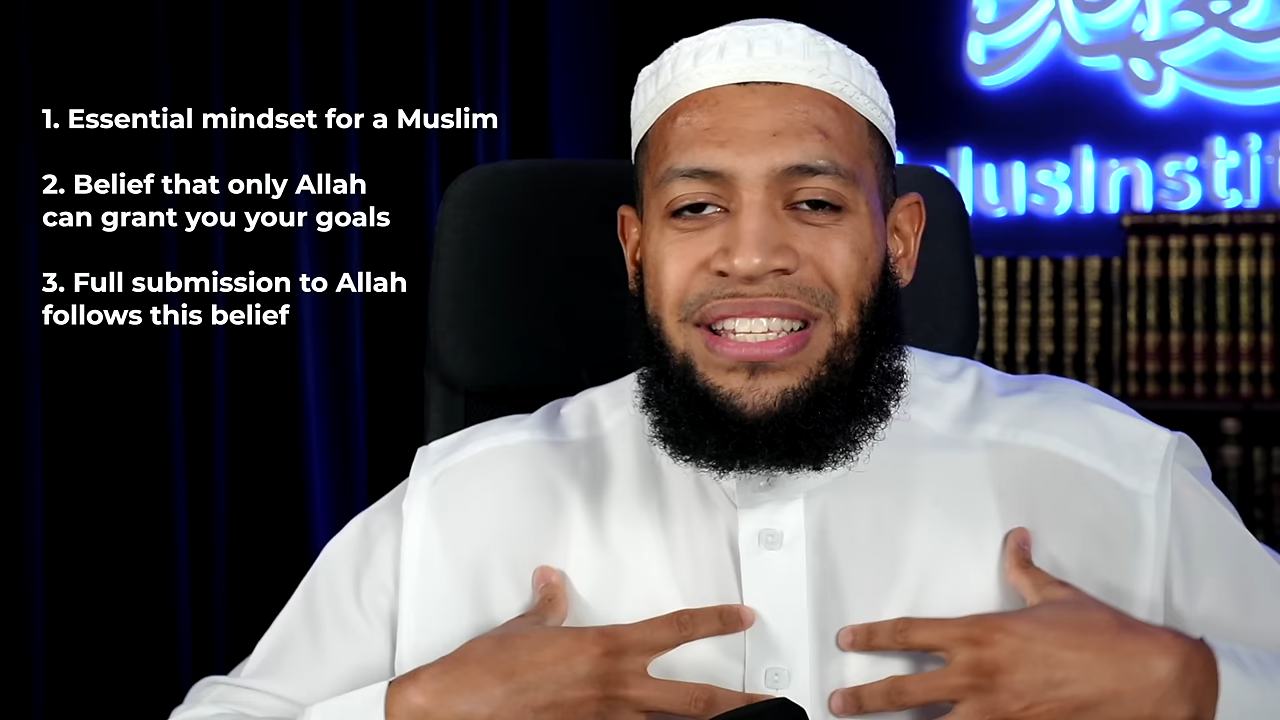 1. Essential mindset for a Muslim
2. Belief that only Allah
can grant you your goals
3. Full submission to Allah
follows this belief